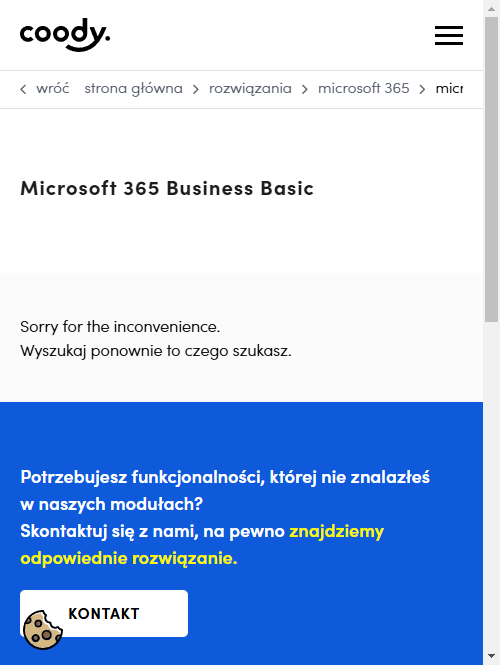 coody.
wróć strona główna rozwiązania microsoft 365
Microsoft 365 Business Basic
Sorry for the inconvenience.
Wyszukaj ponownie to czego szukasz.
Potrzebujesz funkcjonalności, której nie znalazłeś
w naszych modułach?
Skontaktuj się z nami, na pewno znajdziemy
odpowiednie rozwiązanie.
KONTAKT